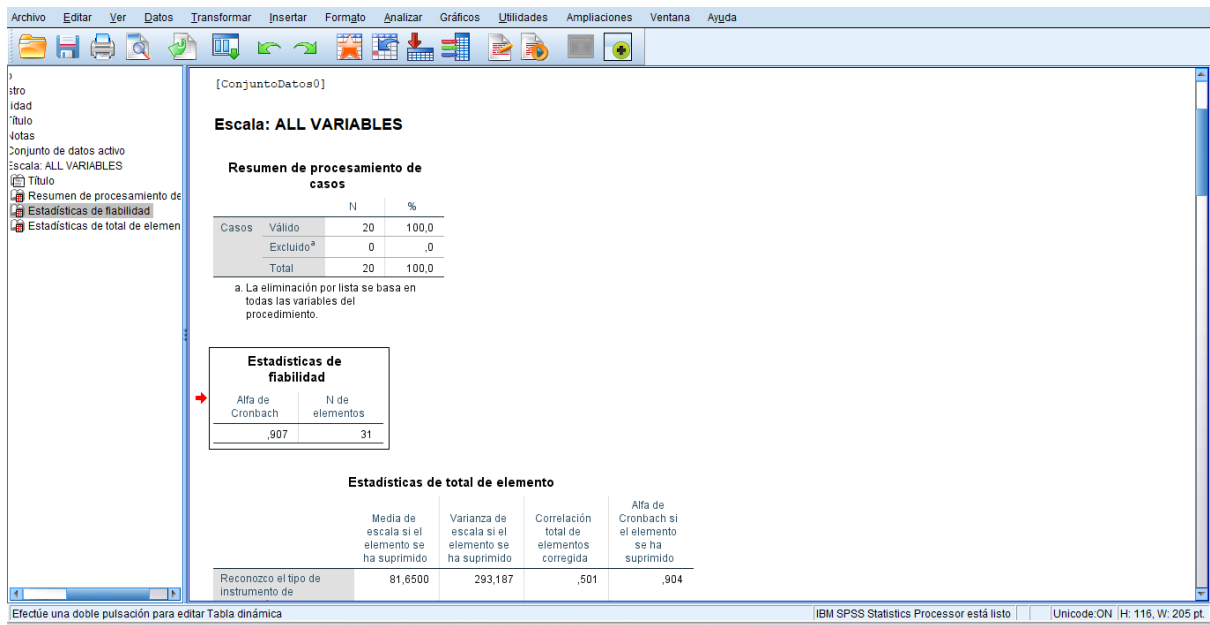 Archivo Editar Ver Datos Transformar Insertar Formato Analizar Gráficos Utilidades Ampliaciones Ventana Ayuda
stro
idad
Título
Notas
Conjunto de datos activo
Escala: ALL VARIABLES
Título
Resumen de procesamiento de
Estadísticas de fiabilidad
Estadísticas de total de elemen
[ConjuntoDatos0]
Escala: ALL VARIABLES
Resumen de procesamiento de
casos
N %
Casos Válido 20 100,0
Excluido a 0 ,0
Total 20 100,0
a. La eliminación por lista se basa en
todas las variables del
procedimiento.
Estadísticas de
fiabilidad
Alfa de
Cronbach
N de
elementos
,907 31
Estadísticas de total de elemento
Media de
escala si el
elemento se
ha suprimido
Varianza de
escala si el
elemento se
ha suprimido
Correlación
total de
elementos
corregida
Alfa de
Cronbach si
el elemento
se ha
suprimido
Reconozco el tipo de 81,6500 293,187 ,501 ,904
instrumento de
Efectúe una doble pulsación para editar Tabla dinámica
IBM SPSS Statistics Processor está listo
Unicode:ON H: 116, W: 205 pt.